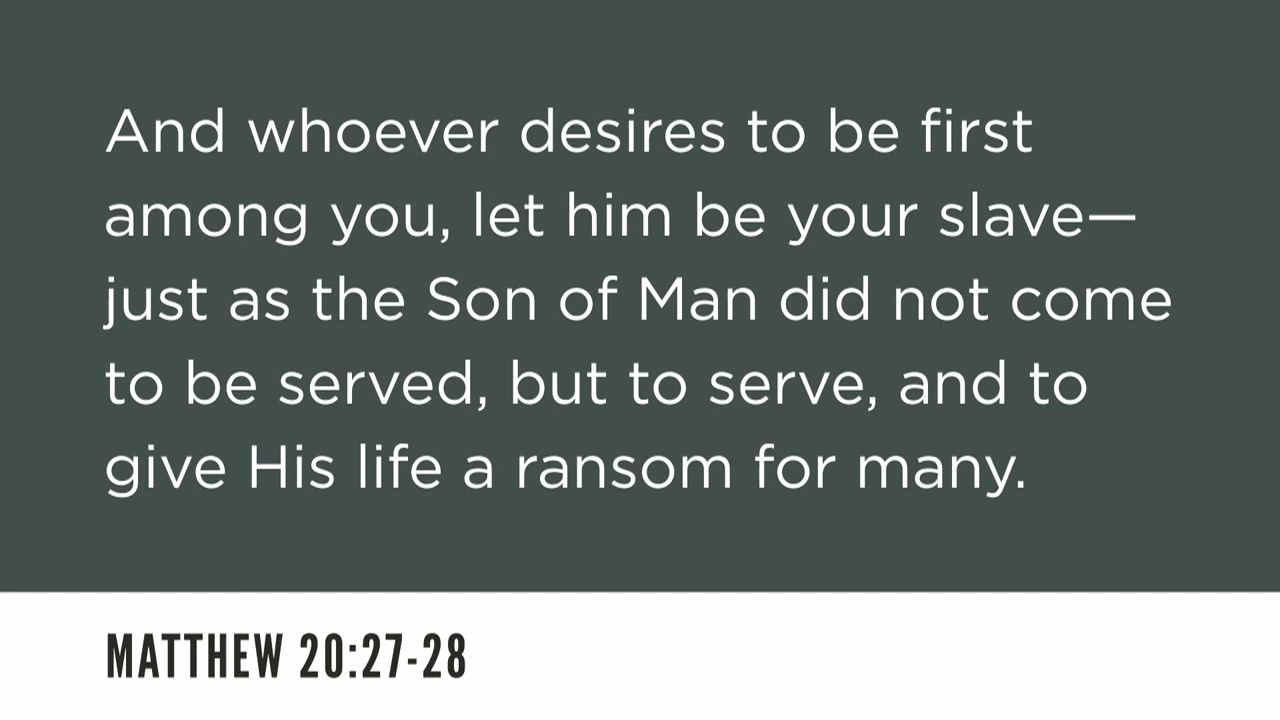 And whoever desires to be first
among you, let him be your slave—
just as the Son of Man did not come
to be served, but to serve, and to
give His life a ransom for many.
MATTHEW 20:27-28